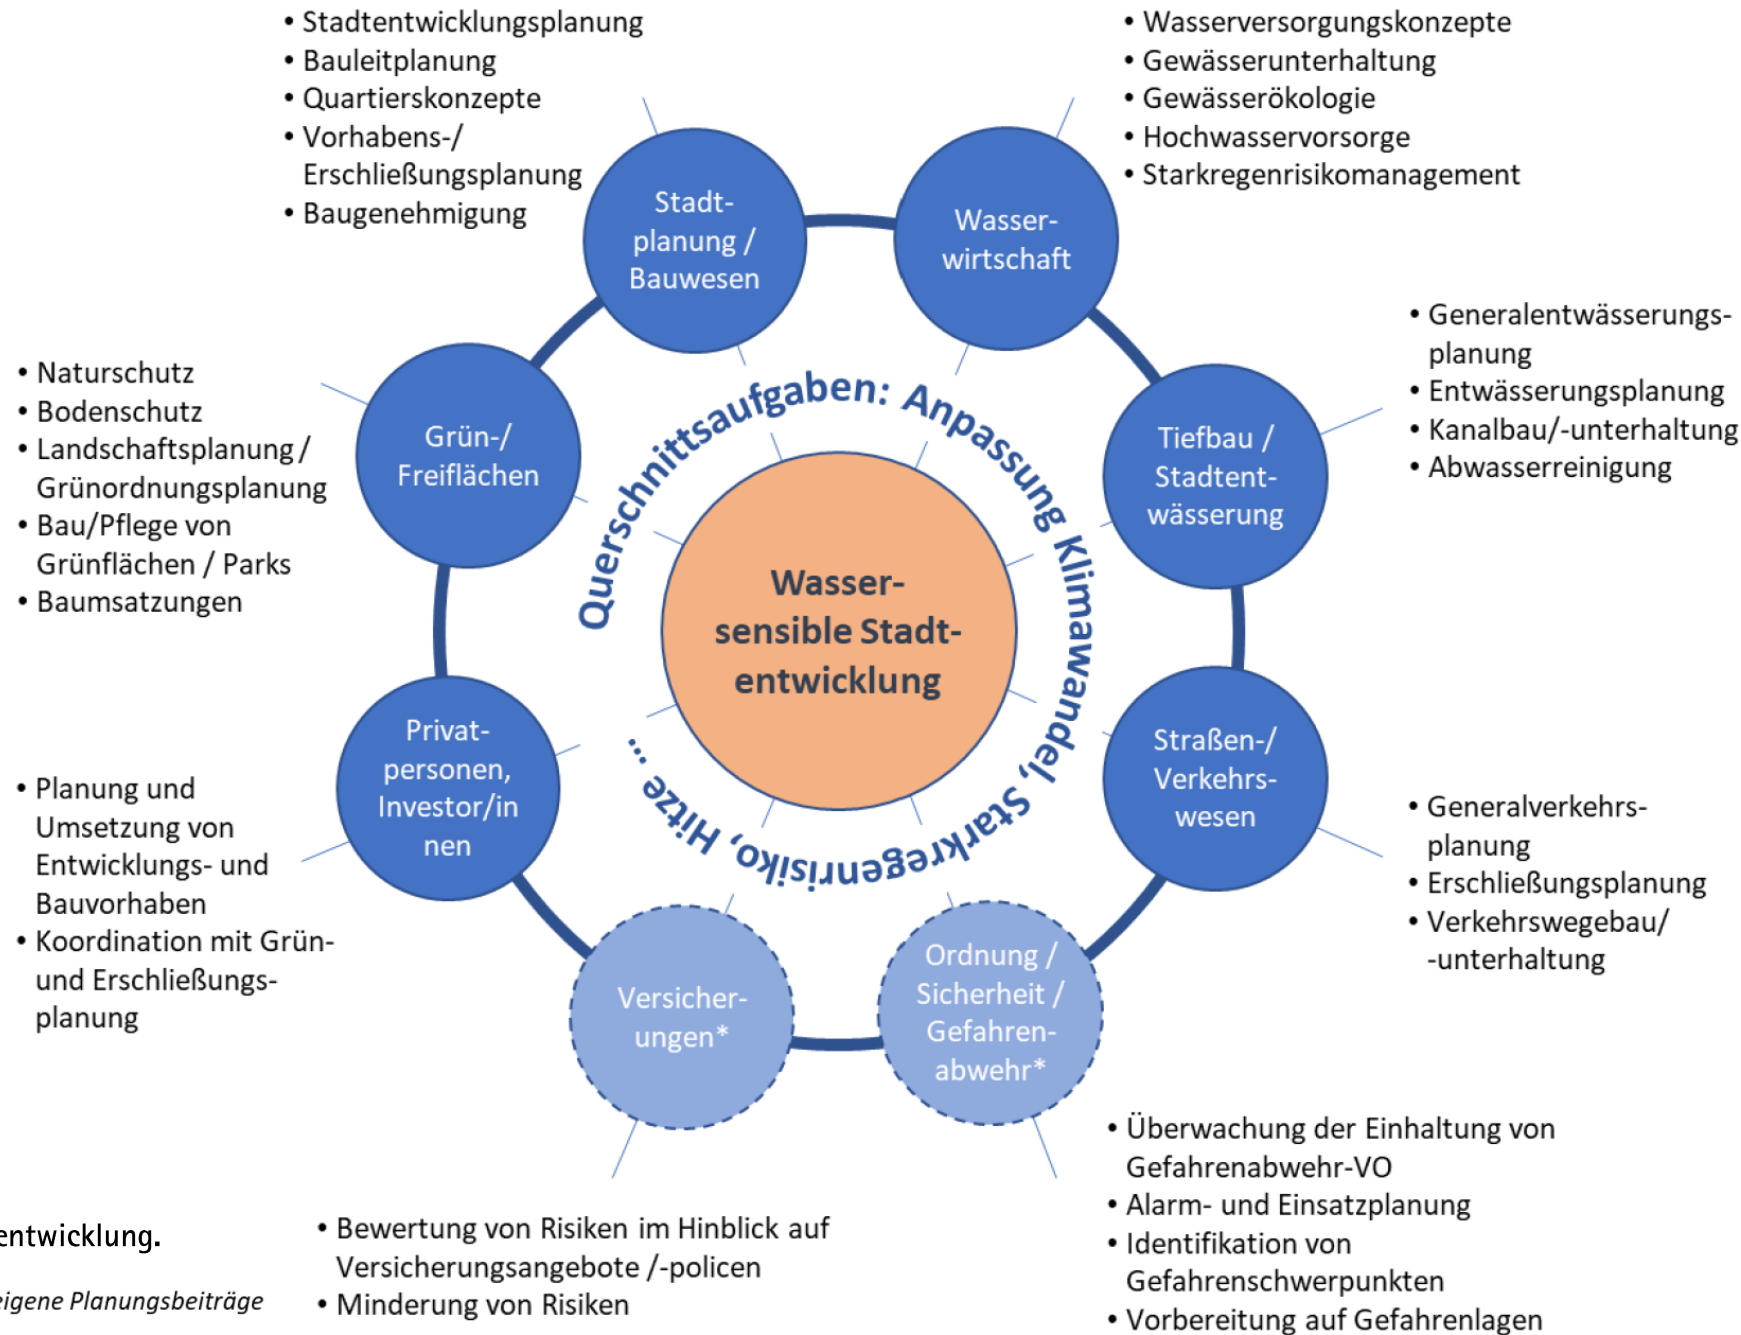 • Stadtentwicklungsplanung
• Bauleitplanung
• Quartierskonzepte
• Vorhabens-/
Erschließungsplanung
• Baugenehmigung
• Wasserversorgungskonzepte
• Gewässerunterhaltung
• Gewässerökologie
• Hochwasservorsorge
• Starkregenrisikomanagement
Stadt-
planung /
Bauwesen
Wasser-
wirtschaft
• Generalentwässerungs-
planung
• Entwässerungsplanung
• Kanalbau/-unterhaltung
• Abwasserreinigung
Tiefbau /
Stadtent-
wässerung
• Naturschutz
• Bodenschutz
• Landschaftsplanung /
Grünordnungsplanung
• Bau/Pflege von
Grünflächen / Parks
• Baumsatzungen
Grün-/
Freiflächen
Querschnittsaufgaben: Anpassung Klimawandel, Starkregenrisiko, Hitze ...
Wasser-
sensible Stadt-
entwicklung
Privat-
personen,
Investor/in
nen
• Planung und
Umsetzung von
Entwicklungs- und
Bauvorhaben
• Koordination mit Grün-
und Erschließungs-
planung
Straßen-/
Verkehrs-
wesen
• Generalverkehrs-
planung
• Erschließungsplanung
• Verkehrswegebau/
-unterhaltung
Versicher-
ungen*
Ordnung /
Sicherheit /
Gefahren-
abwehr*
• Überwachung der Einhaltung von
Gefahrenabwehr-VO
• Alarm- und Einsatzplanung
• Identifikation von
Gefahrenschwerpunkten
• Vorbereitung auf Gefahrenlagen
• Bewertung von Risiken im Hinblick auf
Versicherungsangebote /-policen
• Minderung von Risiken
entwicklung.
eigene Planungsbeiträge